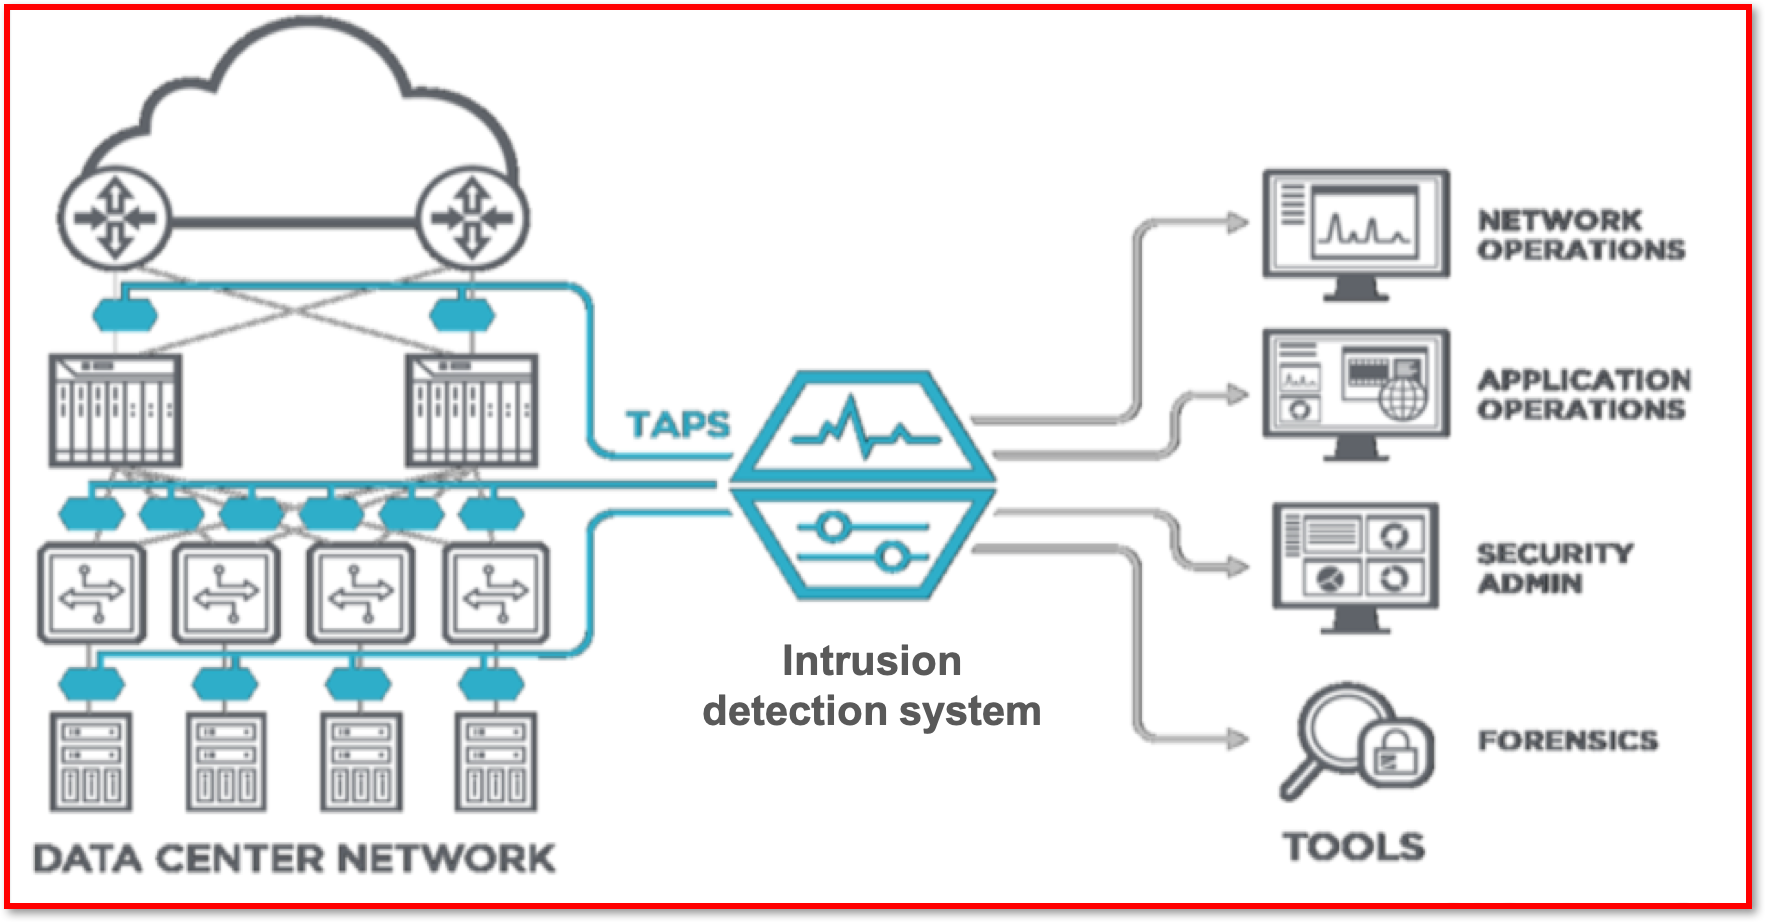 NETWORK
OPERATIONS
APPLICATION
OPERATIONS
TAPS
SECURITY
ADMIN
Intrusion
detection system
FORENSICS
TOOLS
DATA CENTER NETWORK